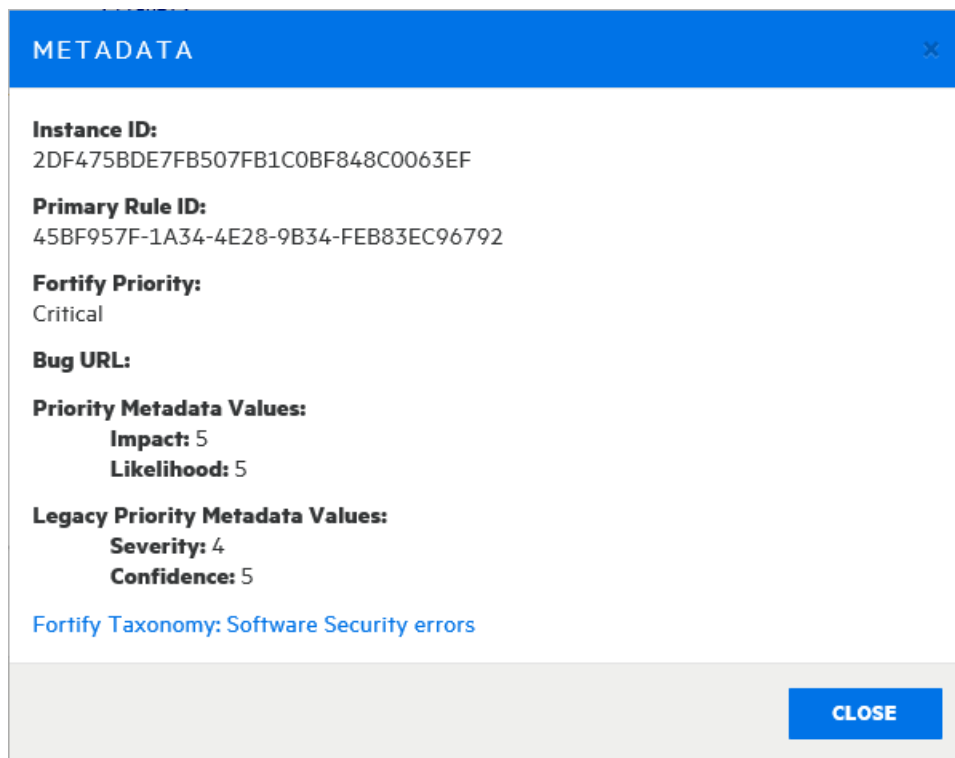 METADATA ×
Instance ID:
2DF475BDE7FB507FB1C0BF848C0063EF
Primary Rule ID:
45BF957F-1A34-4E28-9B34-FEB83EC96792
Fortify Priority:
Critical
Bug URL:
Priority Metadata Values:
Impact: 5
Likelihood: 5
Legacy Priority Metadata Values:
Severity: 4
Confidence: 5
Fortify Taxonomy: Software Security errors
CLOSE